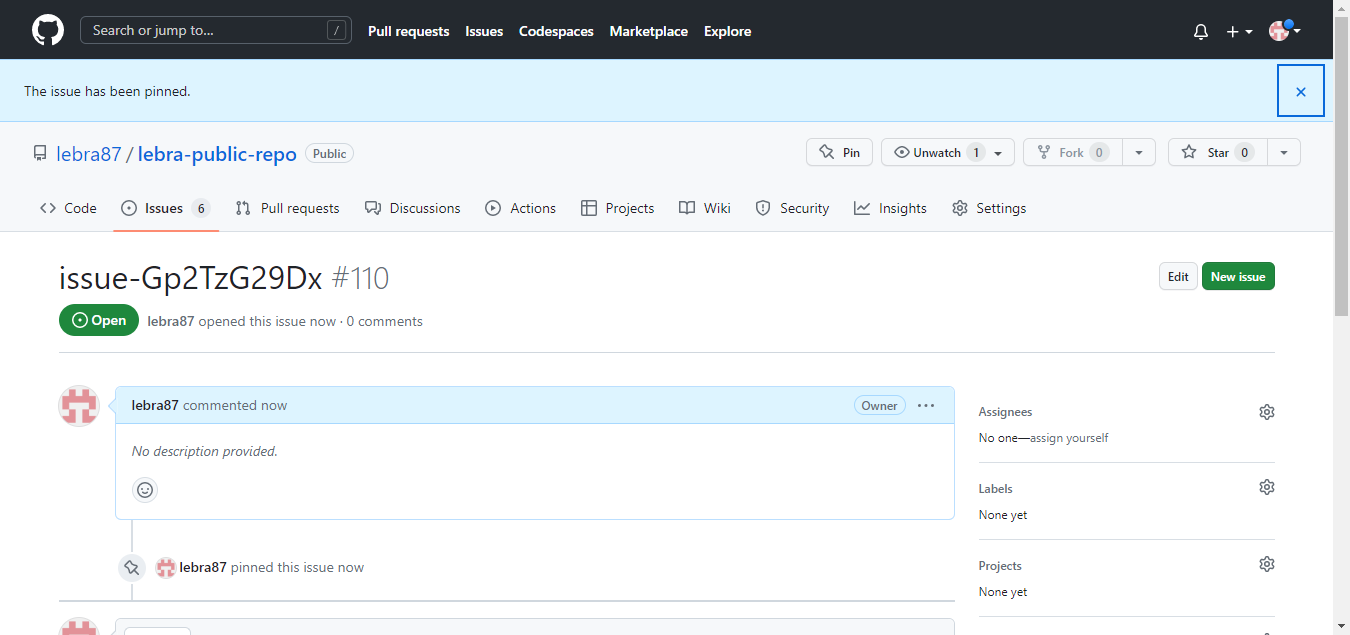 Search or jump to... / Pull requests Issues Codespaces Marketplace Explore
The issue has been pinned.
lebra87 / lebra-public-repo Public Pin Unwatch 1 Fork 0 Star 0
Code Issues 6 Pull requests Discussions Actions Projects Wiki Security Insights Settings
issue-Gp2TzG29Dx #110 Edit New issue
Open lebra87 opened this issue now · 0 comments
lebra87 commented now Owner
Assignees
No one—assign yourself
No description provided.
Labels
None yet
lebra87 pinned this issue now
Projects
None yet